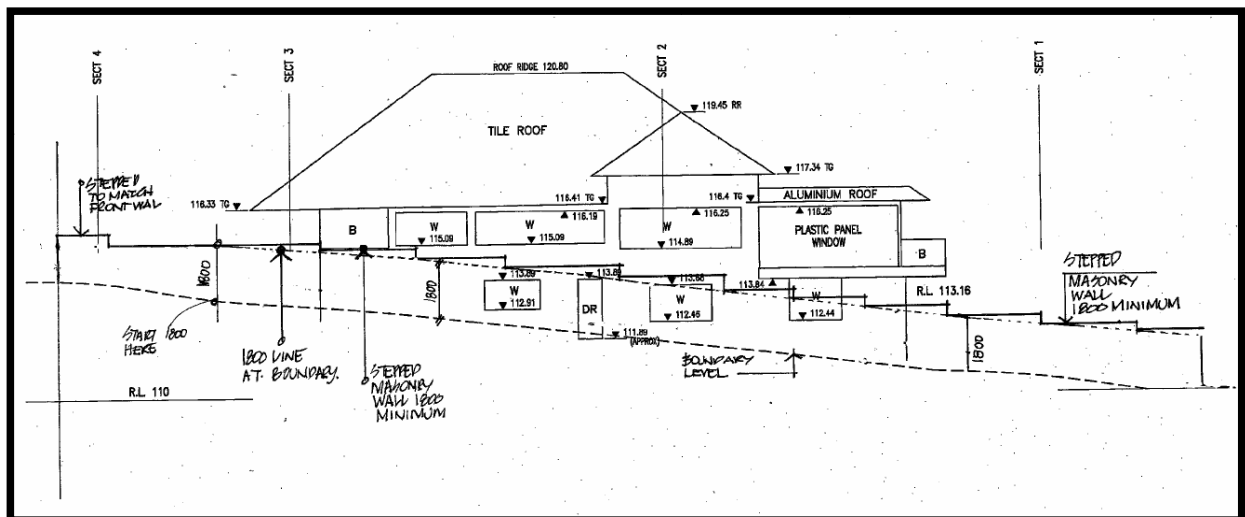 SECT 4
SECT 3
SECT 2
SECT 1
ROOF RIDGE 120.80
119.45 RR
TILE ROOF
117.34 TG
STEPPED
TO MATCH
FRONT WAL
116.33 TG
116.41 TG
116.4 TG
ALUMINIUM ROOF
B
W
115.09
W
116.19
115.09
W
116.25
114.89
116.25
PLASTIC PANEL
WINDOW
B
STEPPED
MASONRY
WALL
1800 MINIMUM
1800
1800
113.89
W
112.91
113.89
DR
113.68
W
112.46
113.84
W
112.44
R.L. 113.16
1800
START 1800
HERE
1800 LINE
AT. BOUNDARY.
STEPPED
MASONRY
WALL 1800
MINIMUM
111.89
(APPROX)
BOUNDARY
LEVEL
R.L. 110